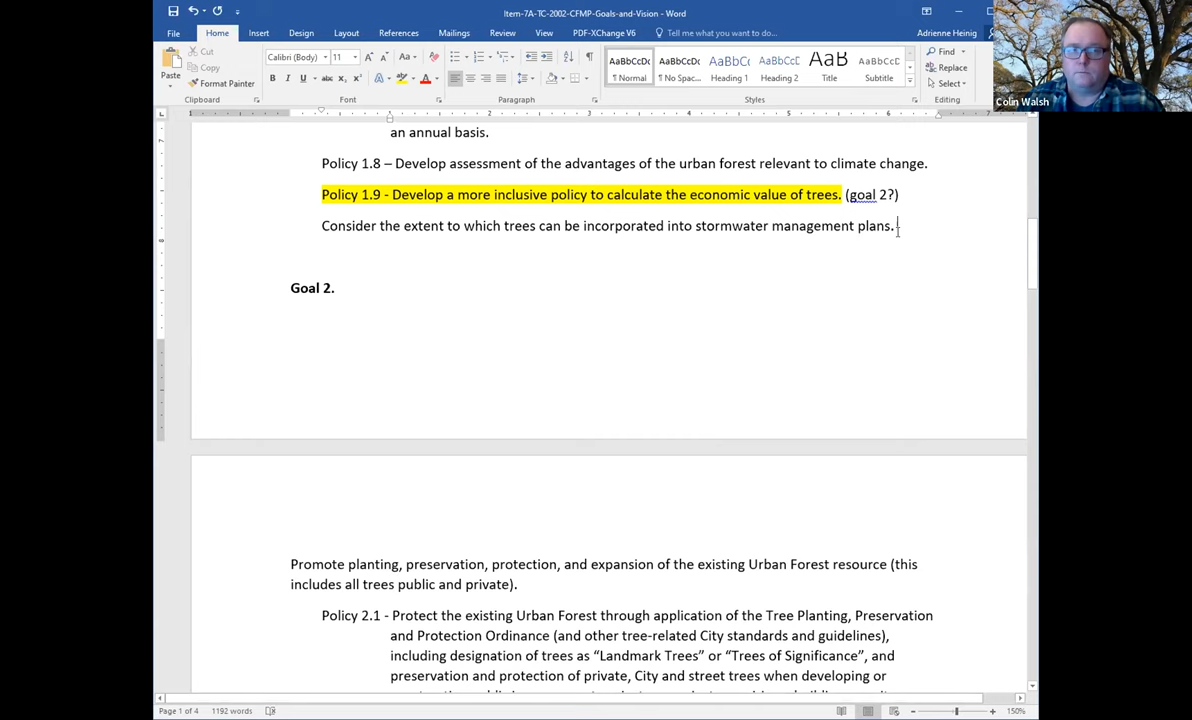 Item-7A-TC-2002-CFMP-Goals-and-Vision - Word
Adrienne Heinig
File Home Insert Design Layout References Mailings Review View PDF-XChange V6 Tell me what you want to do...
Paste
Cut
Copy
Format Painter
Clipboard
Calibri (Body) 11
Font
Paragraph
AaBbCcDc AaBbCcDc AaBbCc AaBbCcC AaB AaBbCcC
¶ Normal ¶ No Spac... Heading 1 Heading 2 Title Subtitle
Styles
Find
Replace
Select
Editing
Colin Walsh
an annual basis.
Policy 1.8 – Develop assessment of the advantages of the urban forest relevant to climate change.
Policy 1.9 - Develop a more inclusive policy to calculate the economic value of trees. (goal 2?)
Consider the extent to which trees can be incorporated into stormwater management plans.
Goal 2.
Promote planting, preservation, protection, and expansion of the existing Urban Forest resource (this
includes all trees public and private).
Policy 2.1 - Protect the existing Urban Forest through application of the Tree Planting, Preservation
and Protection Ordinance (and other tree-related City standards and guidelines),
including designation of trees as “Landmark Trees” or “Trees of Significance”, and
preservation and protection of private, City and street trees when developing or
Page 1 of 4 1192 words
150%